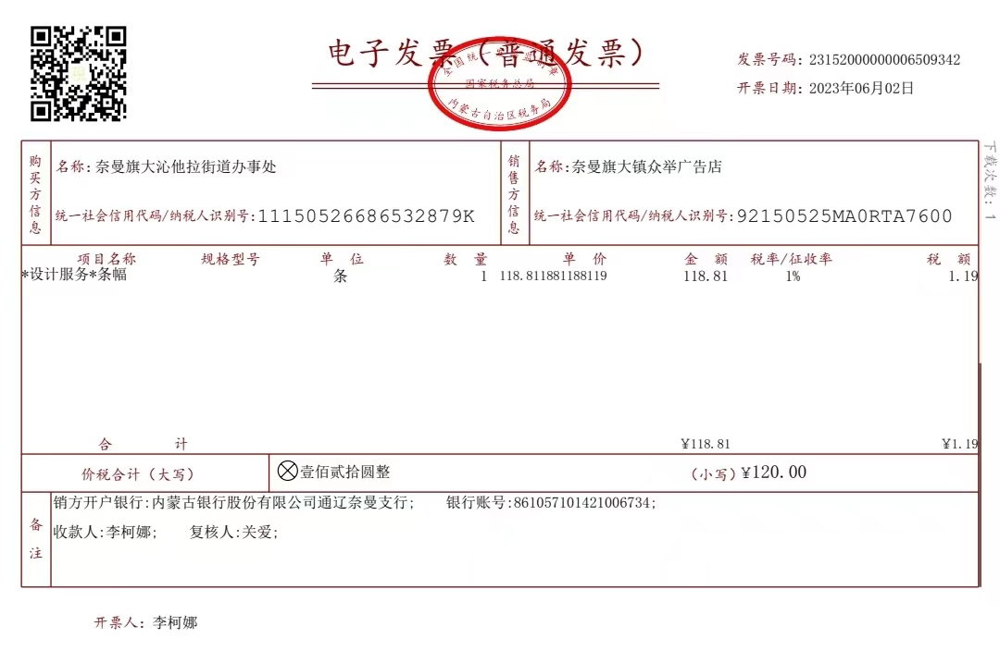 电子发票（普通发票）
全国统一发票监制章
国家税务总局
内蒙古自治区税务局
发票号码：23152000000006509342
开票日期：2023年06月02日
下载次数：1
购买方信息
名称：奈曼旗大沁他拉街道办事处
统一社会信用代码/纳税人识别号：11150526686532879K
销售方信息
名称：奈曼旗大镇众举广告店
统一社会信用代码/纳税人识别号：92150525MA0RTA7600
项目名称 规格型号 单位 数量 单价 金额 税率/征收率 税额
*设计服务*条幅 条 1 118.811881188119 118.81 1% 1.19
合计 ¥118.81 ¥1.19
价税合计（大写） ⊗壹佰贰拾圆整 （小写）¥120.00
备注
销方开户银行:内蒙古银行股份有限公司通辽奈曼支行; 银行账号:861057101421006734;
收款人:李柯娜; 复核人:关爱;
开票人：李柯娜